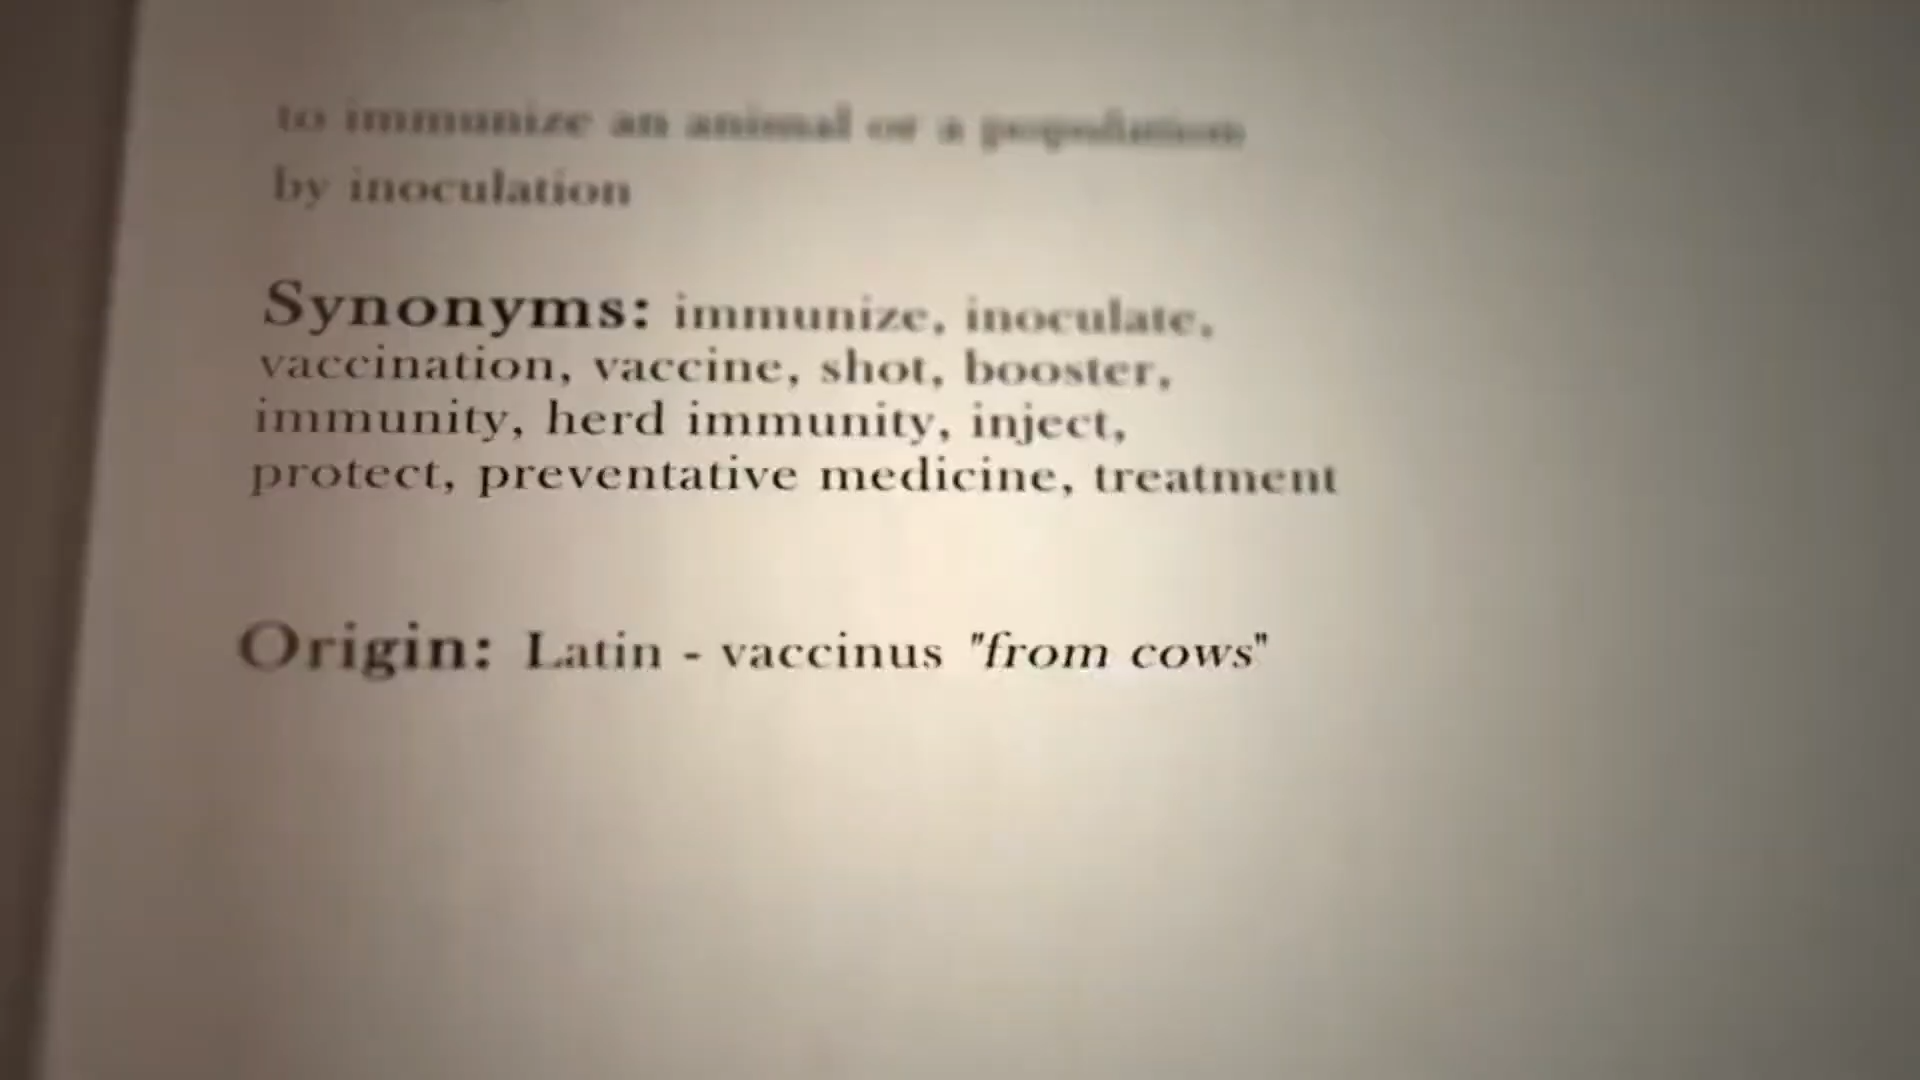 to immunize an animal or a population
by inoculation
Synonyms: immunize, inoculate,
vaccination, vaccine, shot, booster,
immunity, herd immunity, inject,
protect, preventative medicine, treatment
Origin: Latin - vaccinus "from cows"